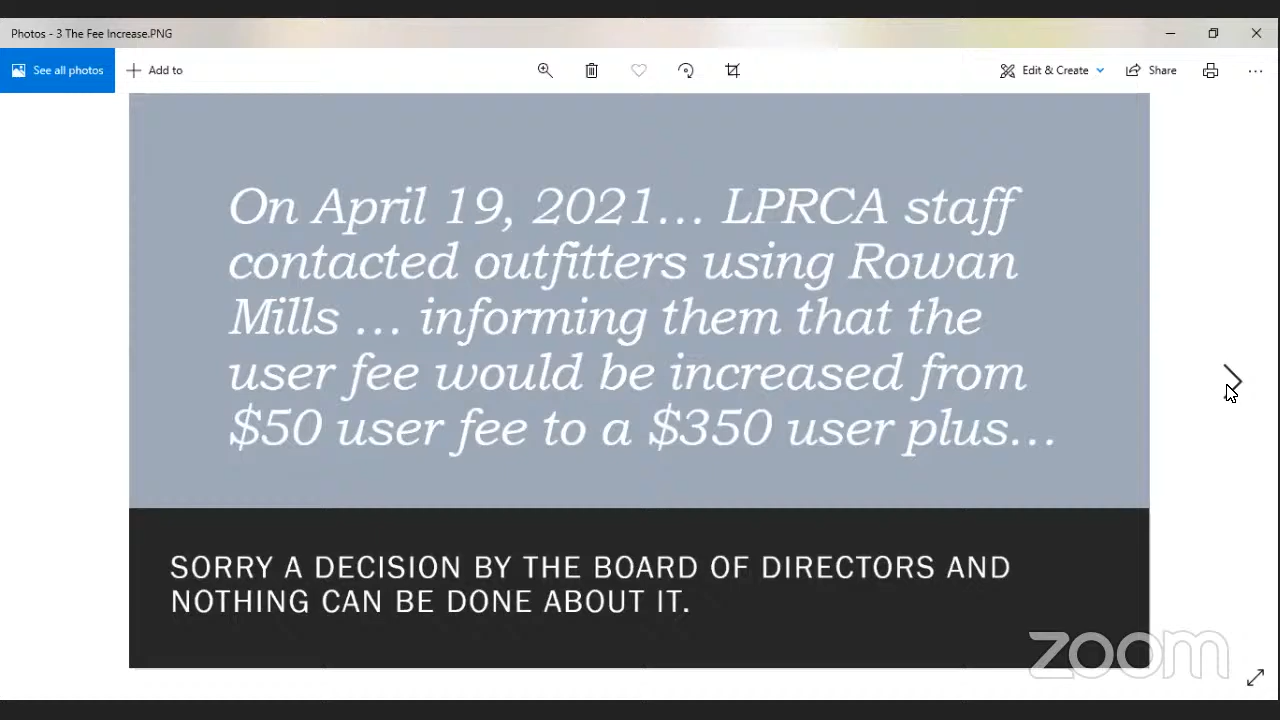 Photos - 3 The Fee Increase.PNG
See all photos
Add to
Edit & Create
Share
On April 19, 2021... LPRCA staff
contacted outfitters using Rowan
Mills ... informing them that the
user fee would be increased from
$50 user fee to a $350 user plus...
SORRY A DECISION BY THE BOARD OF DIRECTORS AND
NOTHING CAN BE DONE ABOUT IT.
zoom